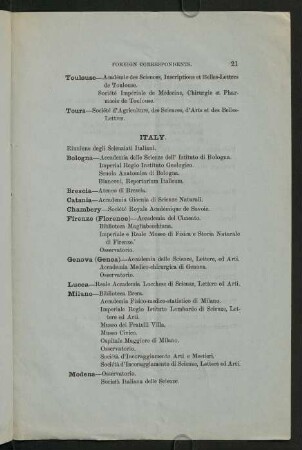 FOREIGN CORRESPONDENTS. 21
Toulouse—Académie des Sciences, Inscriptions et Belles-Lettres
de Toulouse.
Société Impériale de Médecine, Chirurgie et Phar-
macie de Toulouse
Tours—Société d'Agriculture, des Sciences, d'Arts et des Belles-
Lettres.
ITALY.
Riunione degli Scienziati Italiani.
Bologna—Accademia delle Scienze dell' Istituto di Bologna.
Imperial Regio Instituto Geologico.
Scuola Anatomica di Bologna.
Bianconi, Repertorium Italicum.
Brescia—Ateneo di Brescia.
Catania—Accademia Gioenia di Scienze Naturali.
Chambery—Société Royale Académique de Savoie.
Firenze (Florence)—Accademia del Cimento.
Biblioteca Magliabecchiana.
Imperiale e Reale Museo di Fisica e Storia Naturale
di Firenze.
Osservatorio.
Genova (Genoa)—Accademia delle Scienze, Lettere, ed Arti.
Accademia Medico-chirurgica di Genova.
Osservatorio.
Lucca—Reale Accademia Lucchese di Scienze, Lettere ed Arti.
Milano—Biblioteca Brera.
Accademia Fisico-medico-statistica di Milano.
Imperiale Regio Istituto Lombardo di Scienze, Let-
tere ed Arti.
Museo dei Fratelli Villa.
Museo Civico.
Ospitale Maggiore di Milano.
Osservatorio.
Società d'Incoraggiamento Arti e Mestieri.
Società d'Incoraggiamento di Scienze, Lettere ed Arti.
Modena—Osservatorio.
Società Italiana delle Scienze